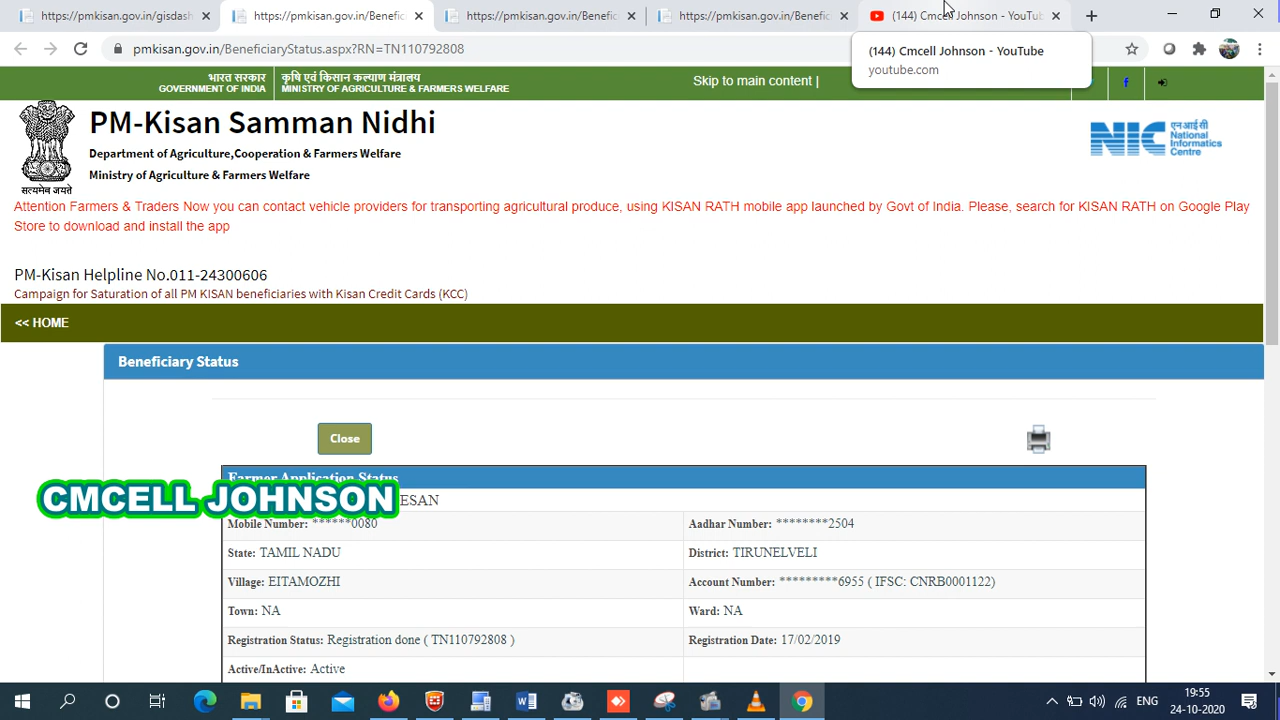 https://pmkisan.gov.in/gisdash
https://pmkisan.gov.in/Benefic
https://pmkisan.gov.in/Benefic
https://pmkisan.gov.in/Benefic
(144) Cmcell Johnson - YouTub
pmkisan.gov.in/BeneficiaryStatus.aspx?RN=TN110792808
(144) Cmcell Johnson - YouTube
youtube.com
भारत सरकार
GOVERNMENT OF INDIA
कृषि एवं किसान कल्याण मंत्रालय
MINISTRY OF AGRICULTURE & FARMERS WELFARE
Skip to main content |
PM-Kisan Samman Nidhi
Department of Agriculture,Cooperation & Farmers Welfare
Ministry of Agriculture & Farmers Welfare
सत्यमेव जयते
NIC
एन आई सी
National
Informatics
Centre
Attention Farmers & Traders Now you can contact vehicle providers for transporting agricultural produce, using KISAN RATH mobile app launched by Govt of India. Please, search for KISAN RATH on Google Play
Store to download and install the app
PM-Kisan Helpline No.011-24300606
Campaign for Saturation of all PM KISAN beneficiaries with Kisan Credit Cards (KCC)
<< HOME
Beneficiary Status
Close
Farmer Application Status
CMCELL JOHNSON
ESAN
Mobile Number: ******0080
Aadhar Number: ********2504
State: TAMIL NADU
District: TIRUNELVELI
Village: EITAMOZHI
Account Number: *********6955 ( IFSC: CNRB0001122)
Town: NA
Ward: NA
Registration Status: Registration done ( TN110792808 )
Registration Date: 17/02/2019
Active/InActive: Active
ENG
19:55
24-10-2020